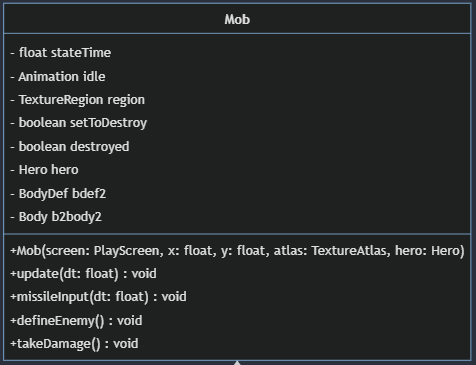 Mob
- float stateTime
- Animation idle
- TextureRegion region
- boolean setToDestroy
- boolean destroyed
- Hero hero
- BodyDef bdef2
- Body b2body2
+Mob(screen: PlayScreen, x: float, y: float, atlas: TextureAtlas, hero: Hero)
+update(dt: float) : void
+missileInput(dt: float) : void
+defineEnemy() : void
+takeDamage() : void